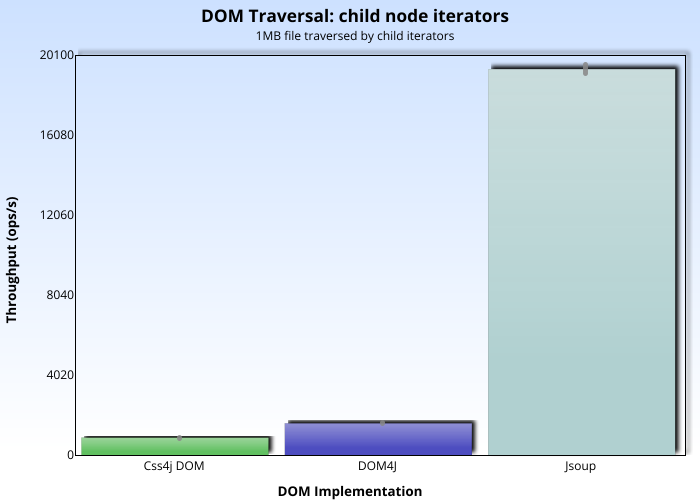 DOM Traversal: child node iterators
1MB file traversed by child iterators
Throughput (ops/s)
20100
16080
12060
8040
4020
0
Css4j DOM
DOM4J
Jsoup
DOM Implementation